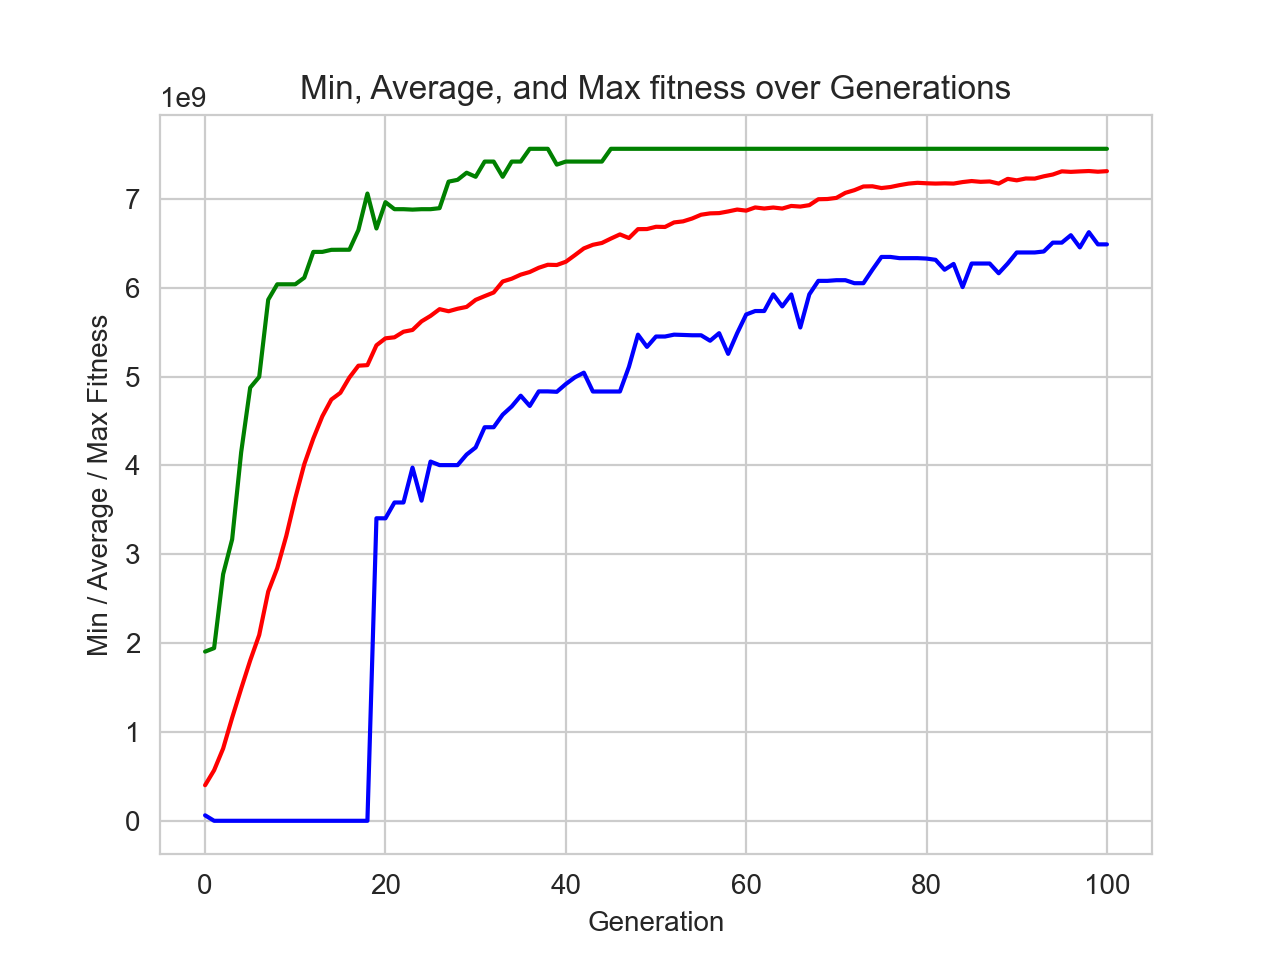 Min, Average, and Max fitness over Generations
1e9
7
6
5
4
3
2
1
0
Min / Average / Max Fitness
0 20 40 60 80 100
Generation